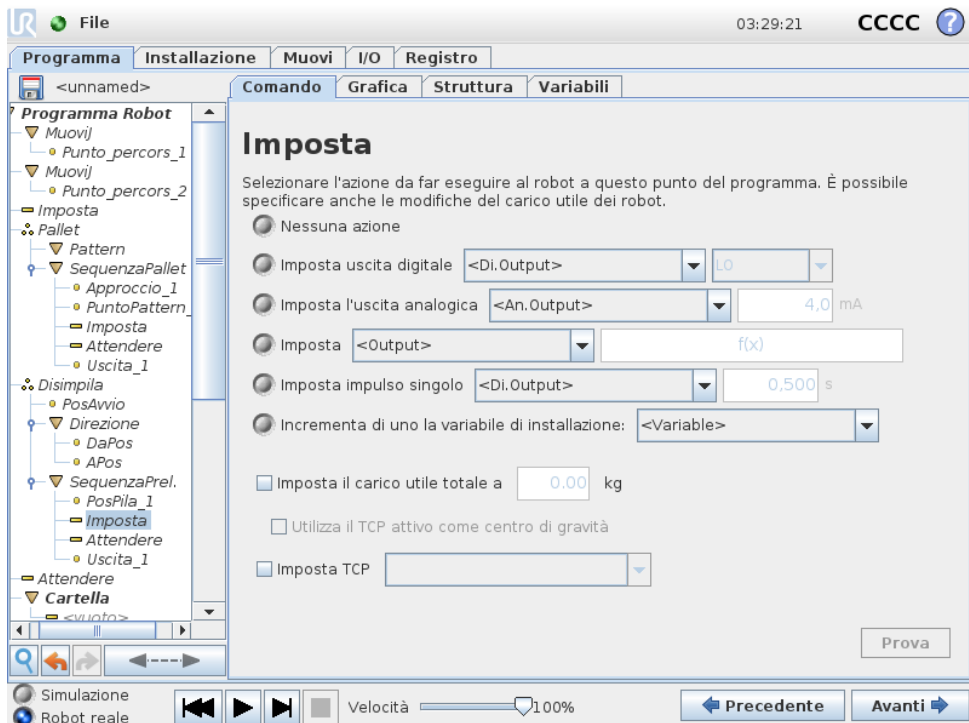 UR File 03:29:21 CCCC ?
Programma Installazione Muovi I/O Registro
<unnamed>
Comando Grafica Struttura Variabili
Programma Robot
MuoviJ
Punto_percors_1
MuoviJ
Punto_percors_2
Imposta
Pallet
Pattern
SequenzaPallet
Approccio_1
PuntoPattern_
Imposta
Attendere
Uscita_1
Disimpila
PosAvvio
Direzione
DaPos
APos
SequenzaPrel.
PosPila_1
Imposta
Attendere
Uscita_1
Attendere
Cartella
<vuoto>
Imposta
Selezionare l'azione da far eseguire al robot a questo punto del programma. È possibile
specificare anche le modifiche del carico utile dei robot.
Nessuna azione
Imposta uscita digitale <Di.Output> LO
Imposta l'uscita analogica <An.Output> 4,0 mA
Imposta <Output> f(x)
Imposta impulso singolo <Di.Output> 0,500 s
Incrementa di uno la variabile di installazione: <Variable>
Imposta il carico utile totale a 0.00 kg
Utilizza il TCP attivo come centro di gravità
Imposta TCP
Prova
Simulazione
Robot reale
Velocità 100%
Precedente Avanti